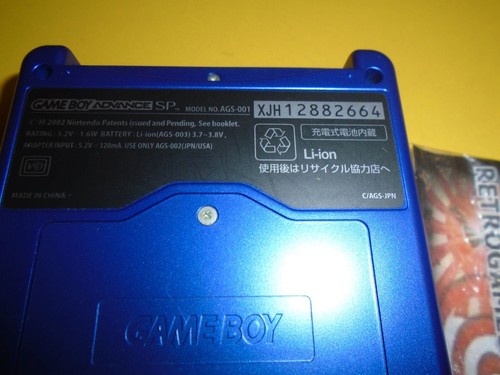 GAME BOY ADVANCE SP™ MODEL NO. AGS-001 XJH12882664
© M 2002 Nintendo Patents issued and Pending, See booklet.
RATING: 5.2V⎓1.6W BATTERY: Li-ion(AGS-003) 3.7~3.8V,
ADAPTER INPUT: 5.2V⎓320mA USE ONLY AGS-002(JPN/USA)
充電式電池内蔵
Li-ion
使用後はリサイクル協力店へ
MADE IN CHINA
C/AGS-JPN
GAME BOY